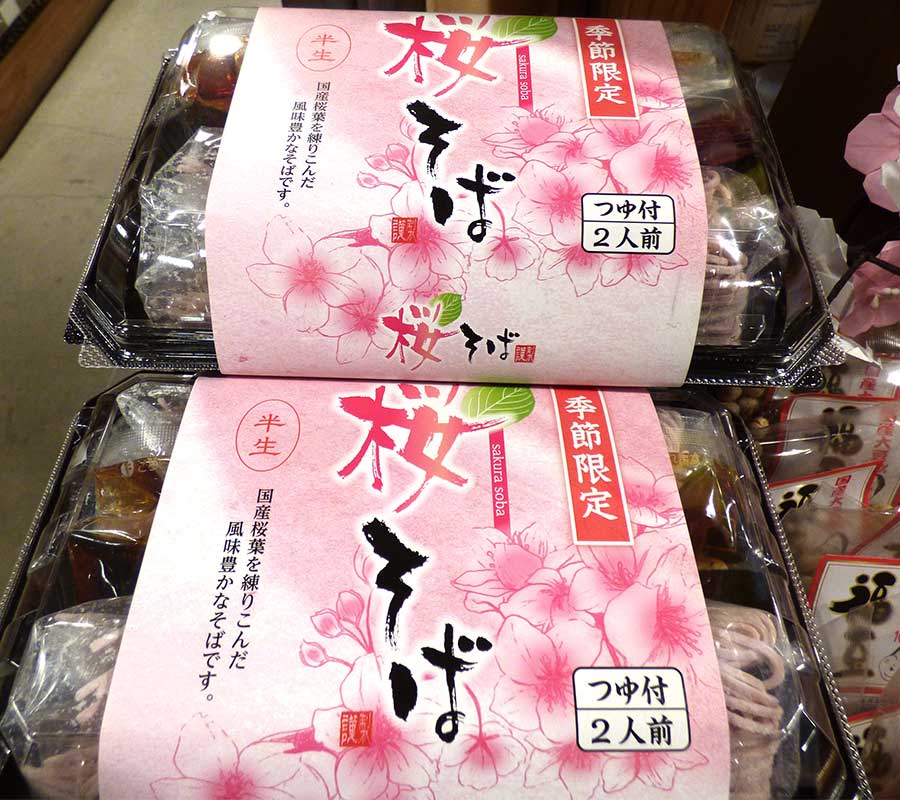 季節限定
桜
sakura soba
そば
半生
国産桜葉を練りこんだ
風味豊かなそばです。
つゆ付
2人前
桜そば
季節限定
桜
sakura soba
そば
半生
国産桜葉を練りこんだ
風味豊かなそばです。
つゆ付
2人前
福豆